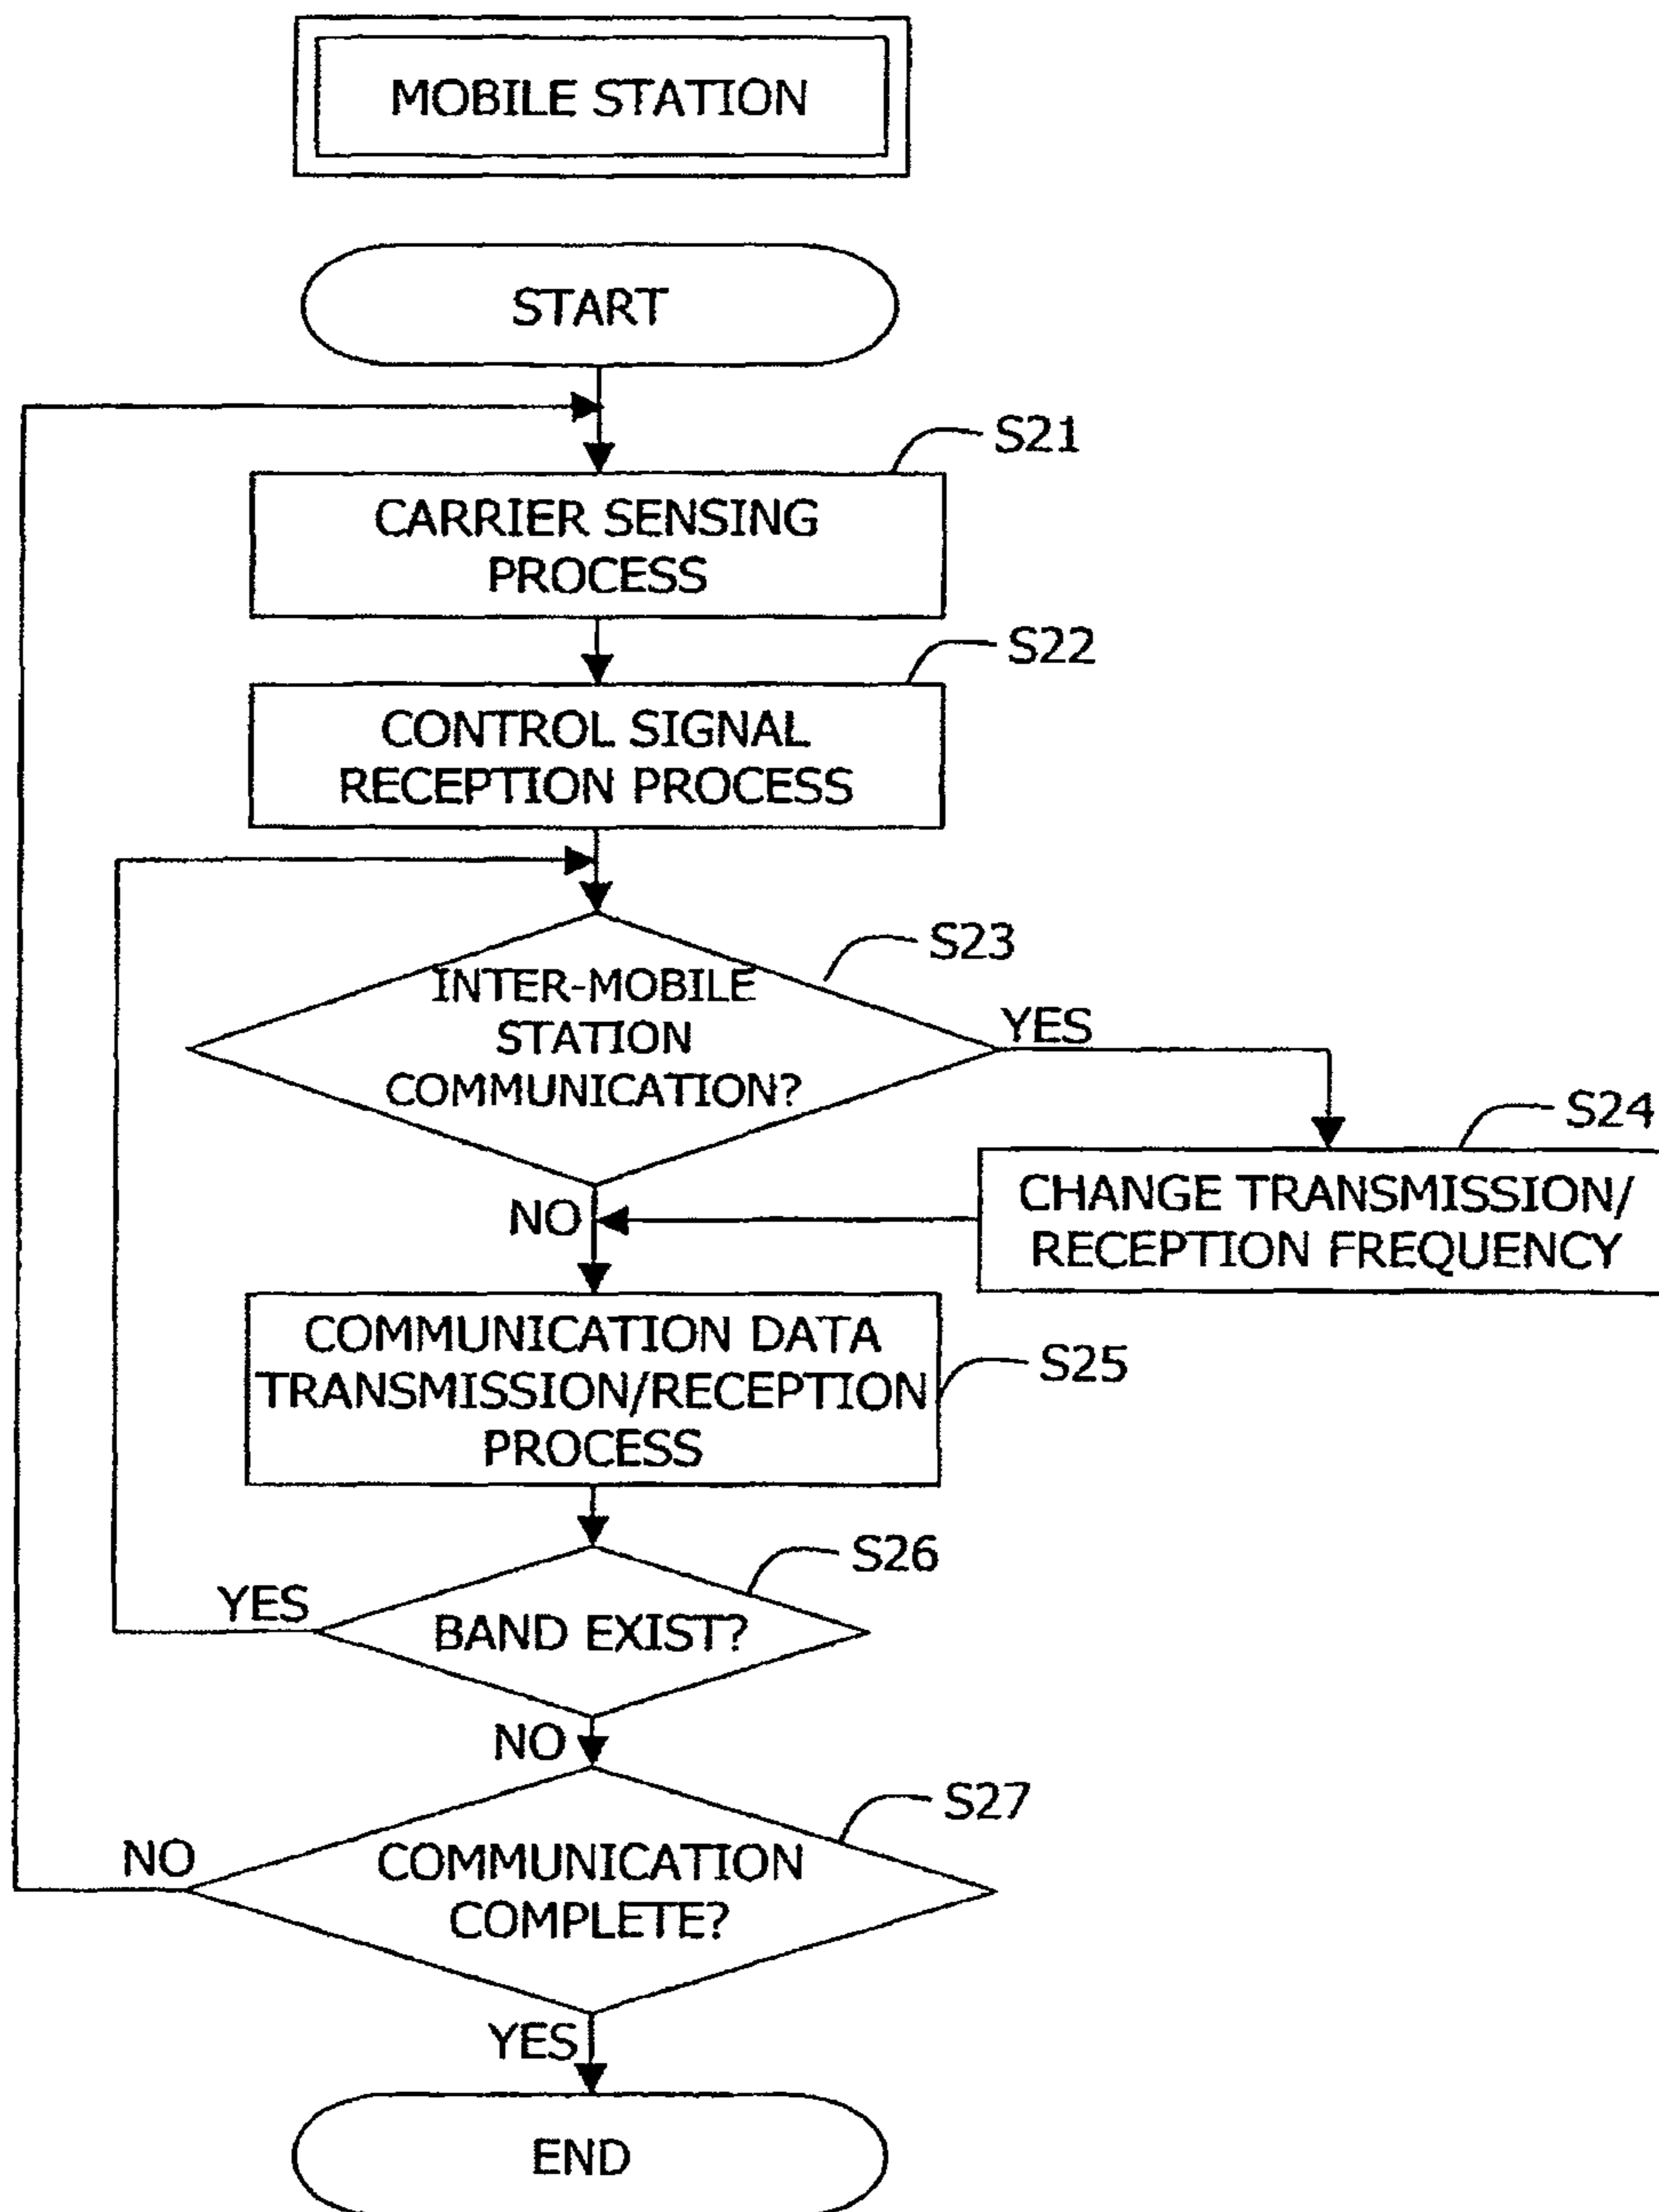 MOBILE STATION
START
S21
CARRIER SENSING
PROCESS
S22
CONTROL SIGNAL
RECEPTION PROCESS
S23
INTER-MOBILE
STATION
COMMUNICATION?
YES
S24
CHANGE TRANSMISSION/
RECEPTION FREQUENCY
NO
COMMUNICATION DATA
TRANSMISSION/RECEPTION
PROCESS
S25
S26
YES
BAND EXIST?
NO
S27
NO
COMMUNICATION
COMPLETE?
YES
END